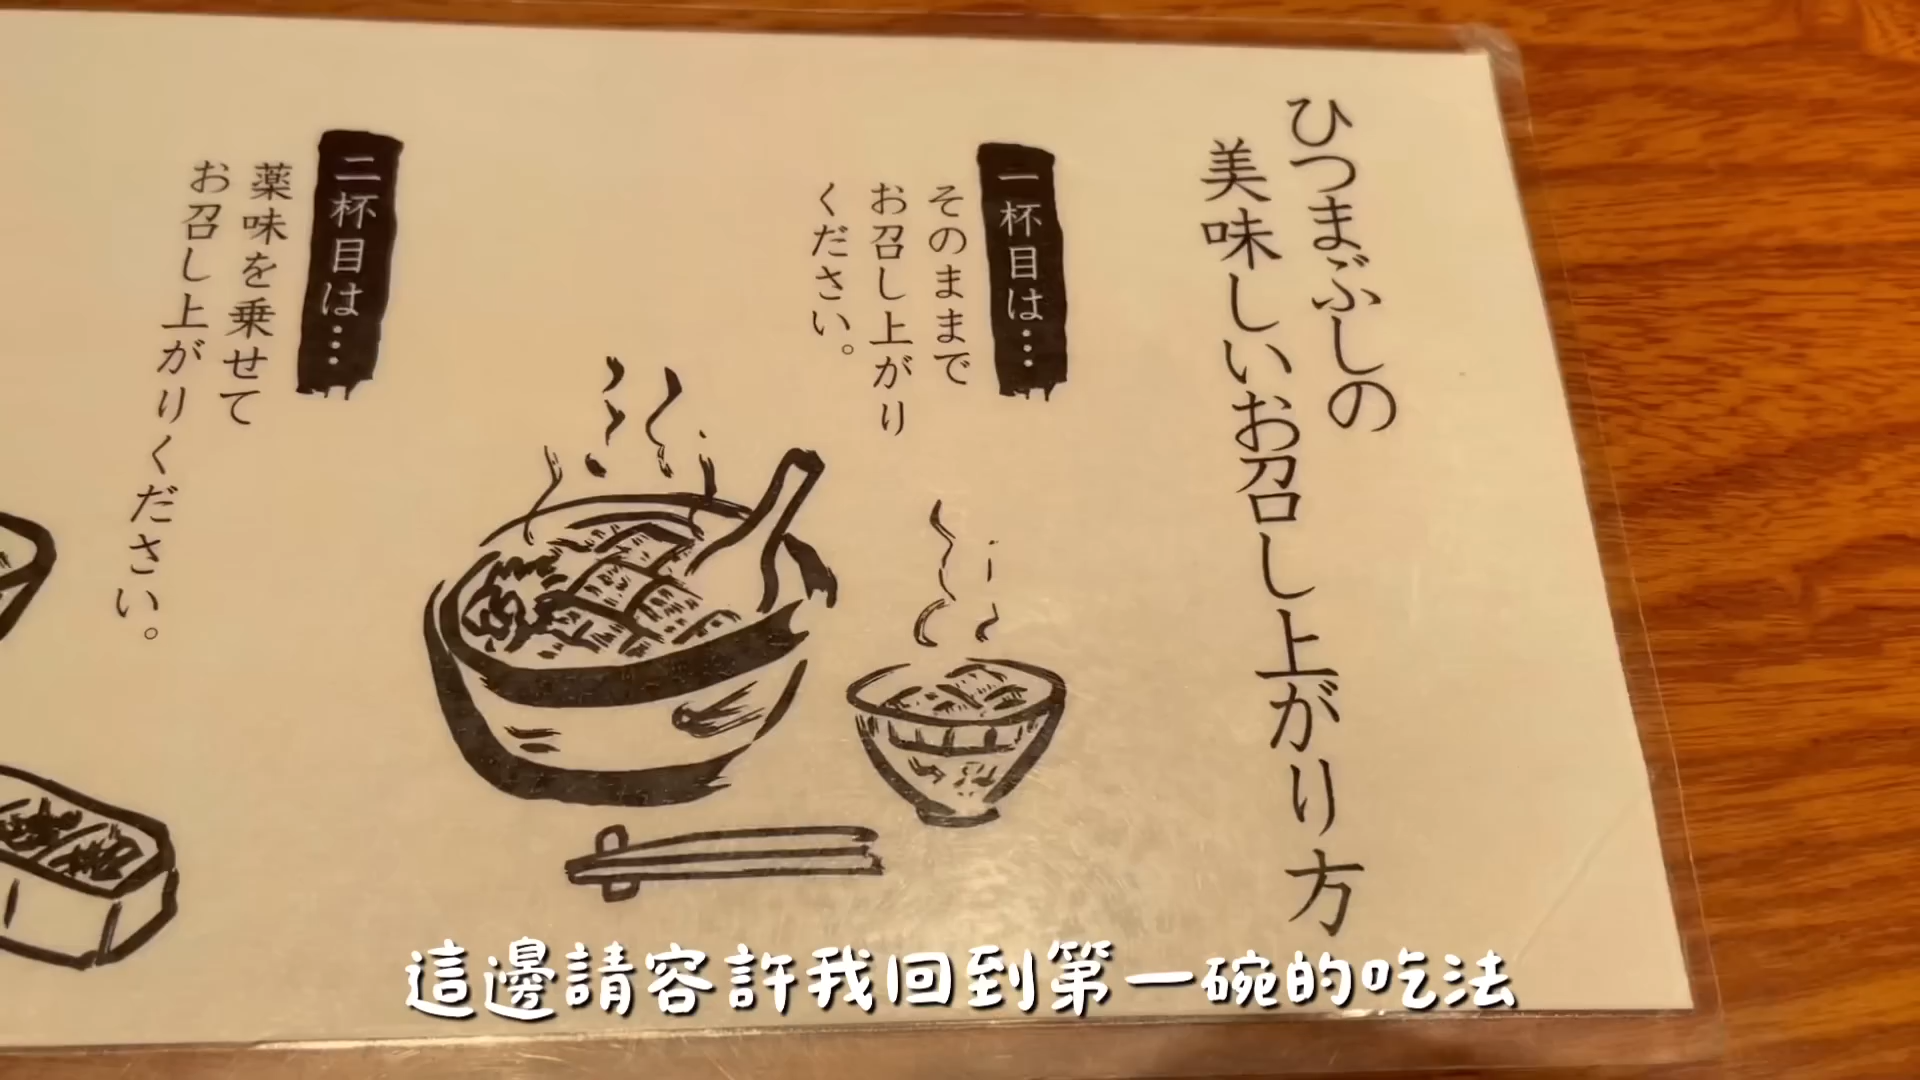 ひつまぶしの
美味しいお召し上がり方
一杯目は…
そのままで
お召し上がり
ください。
二杯目は…
薬味を乗せて
お召し上がりください。
這邊請容許我回到第一碗的吃法